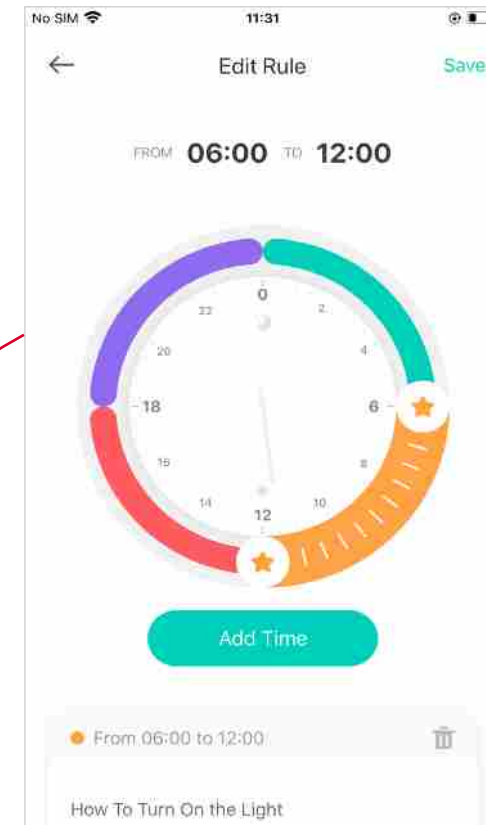 No SIM 11:31
Edit Rule Save
FROM 06:00 TO 12:00
0
22 2
20 4
18 6
16 8
14 10
12
Add Time
From 06:00 to 12:00
How To Turn On the Light